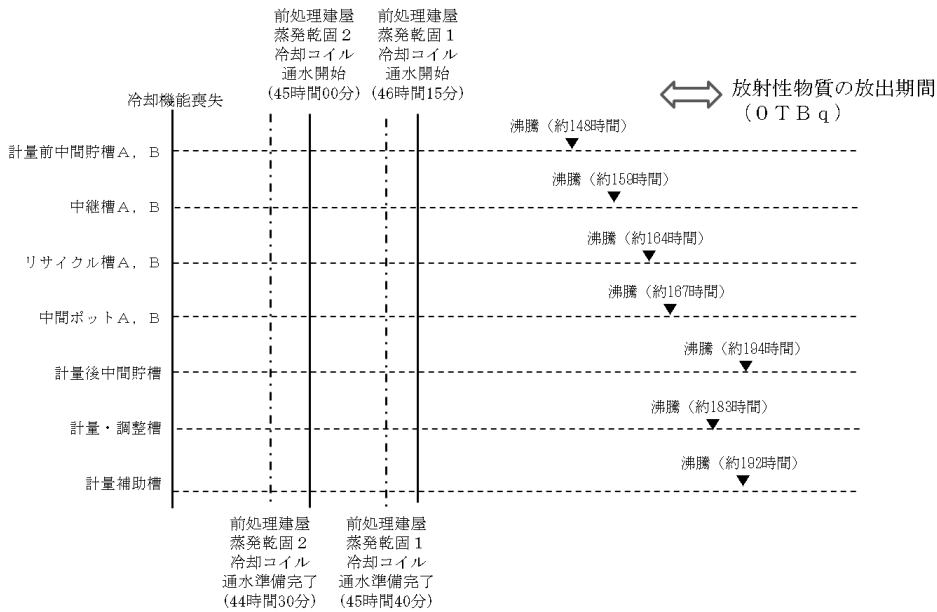 前処理建屋
蒸発乾固２
冷却コイル
通水開始
(45時間00分)
前処理建屋
蒸発乾固１
冷却コイル
通水開始
(46時間15分)
冷却機能喪失
放射性物質の放出期間
（０ＴＢｑ）
計量前中間貯槽Ａ，Ｂ
沸騰（約148時間）
中継槽Ａ，Ｂ
沸騰（約159時間）
リサイクル槽Ａ，Ｂ
沸騰（約164時間）
中間ポットＡ，Ｂ
沸騰（約167時間）
計量後中間貯槽
沸騰（約194時間）
計量・調整槽
沸騰（約183時間）
計量補助槽
沸騰（約192時間）
前処理建屋
蒸発乾固２
冷却コイル
通水準備完了
(44時間30分)
前処理建屋
蒸発乾固１
冷却コイル
通水準備完了
(45時間40分)